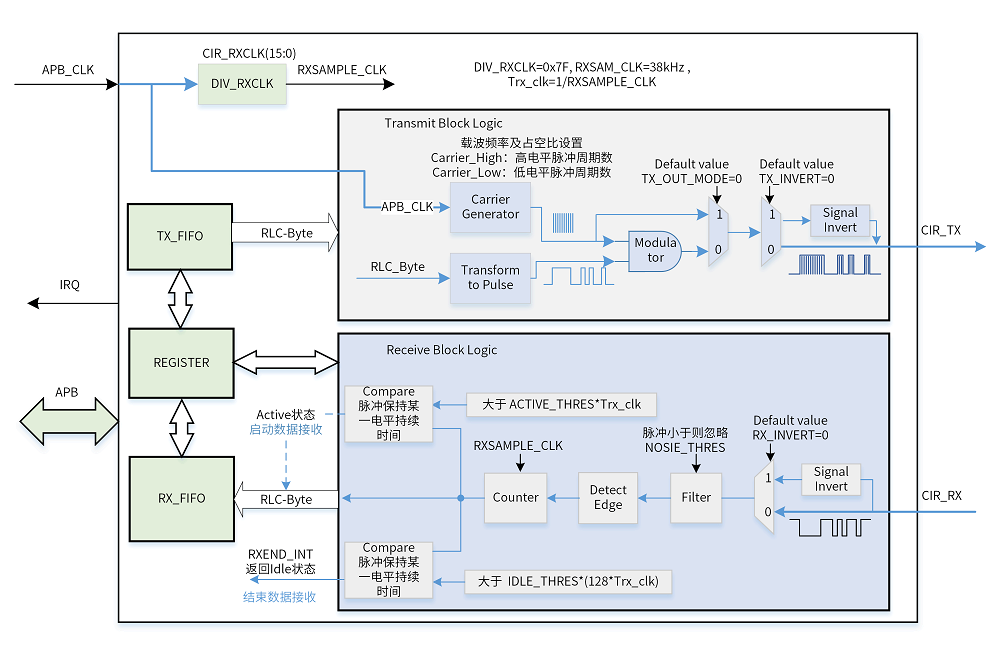 CIR_RXCLK(15:0)
APB_CLK
DIV_RXCLK
RXSAMPLE_CLK
DIV_RXCLK=0x7F, RXSAM_CLK=38kHz ,
Trx_clk=1/RXSAMPLE_CLK
Transmit Block Logic
载波频率及占空比设置
Carrier_High：高电平脉冲周期数
Carrier_Low：低电平脉冲周期数
Default value
TX_OUT_MODE=0
Default value
TX_INVERT=0
APB_CLK
Carrier
Generator
1
0
1
0
Signal
Invert
CIR_TX
TX_FIFO
RLC-Byte
Modula
tor
RLC_Byte
Transform
to Pulse
IRQ
REGISTER
Receive Block Logic
APB
Compare
脉冲保持某
一电平持续
时间
大于 ACTIVE_THRES*Trx_clk
Active状态
启动数据接收
RXSAMPLE_CLK
脉冲小于则忽略
NOSIE_THRES
Default value
RX_INVERT=0
RX_FIFO
RLC-Byte
Counter
Detect
Edge
Filter
1
0
Signal
Invert
CIR_RX
RXEND_INT
返回Idle状态
结束数据接收
Compare
脉冲保持某
一电平持续
时间
大于 IDLE_THRES*(128*Trx_clk)